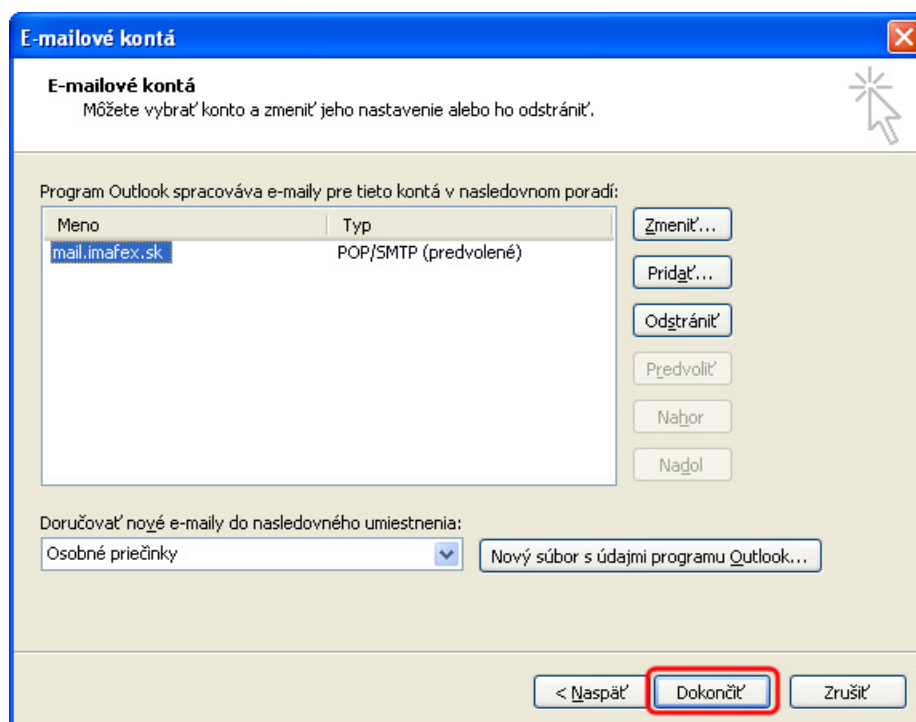 E-mailové kontá
E-mailové kontá
Môžete vybrať konto a zmeniť jeho nastavenie alebo ho odstrániť.
Program Outlook spracováva e-maily pre tieto kontá v nasledovnom poradí:
Meno Typ
mail.imafex.sk POP/SMTP (predvolené)
Zmeniť...
Pridať...
Odstrániť
Predvoliť
Nahor
Nadol
Doručovať nové e-maily do nasledovného umiestnenia:
Osobné priečinky
Nový súbor s údajmi programu Outlook...
< Naspäť Dokončiť Zrušiť